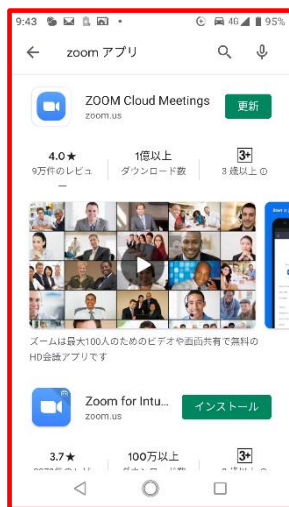 9:43 4G 95%
zoom アプリ
ZOOM Cloud Meetings
zoom.us
更新
4.0★ 1億以上 3+
9万件のレビュ ダウンロード数 3 歳以上
ー
ズームは最大100人のためのビデオや画面共有で無料の
HD会議アプリです
Zoom for Intu...
zoom.us
インストール
3.7★ 100万以上 3+